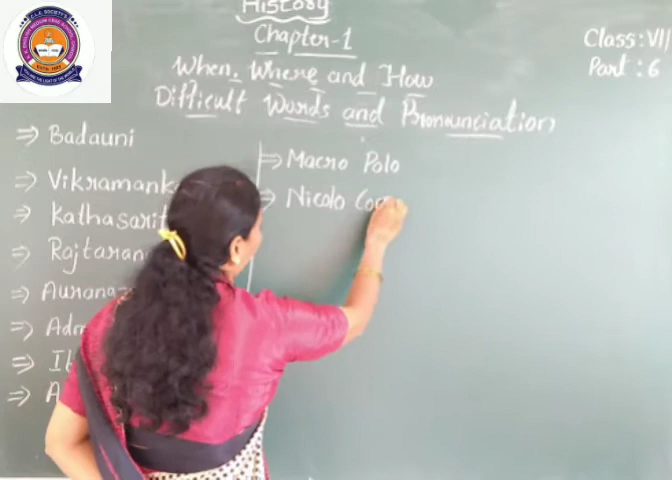 History
Chapter-1
Class:VII
Part:6
When, Where and How
Difficult Words and Pronunciation
⇒ Badauni
⇒ Vikramank
⇒ Kathasarit
⇒ Rajtaran
⇒ Aurang
⇒ Ad
⇒ I
⇒ A
⇒ Macro Polo
⇒ Nicolo Co